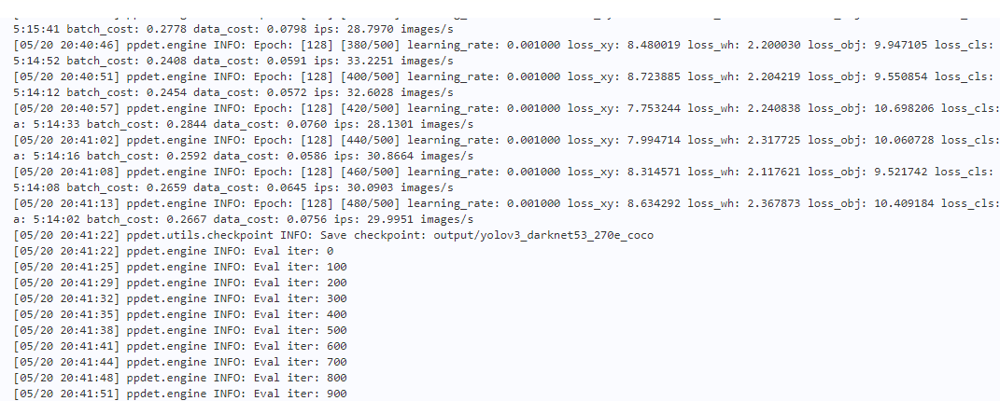 5:15:41 batch_cost: 0.2778 data_cost: 0.0798 ips: 28.7970 images/s
[05/20 20:40:46] ppdet.engine INFO: Epoch: [128] [380/500] learning_rate: 0.001000 loss_xy: 8.480019 loss_wh: 2.200030 loss_obj: 9.947105 loss_cls:
5:14:52 batch_cost: 0.2408 data_cost: 0.0591 ips: 33.2251 images/s
[05/20 20:40:51] ppdet.engine INFO: Epoch: [128] [400/500] learning_rate: 0.001000 loss_xy: 8.723885 loss_wh: 2.204219 loss_obj: 9.550854 loss_cls:
5:14:12 batch_cost: 0.2454 data_cost: 0.0572 ips: 32.6028 images/s
[05/20 20:40:57] ppdet.engine INFO: Epoch: [128] [420/500] learning_rate: 0.001000 loss_xy: 7.753244 loss_wh: 2.240838 loss_obj: 10.698206 loss_cls:
a: 5:14:33 batch_cost: 0.2844 data_cost: 0.0760 ips: 28.1301 images/s
[05/20 20:41:02] ppdet.engine INFO: Epoch: [128] [440/500] learning_rate: 0.001000 loss_xy: 7.994714 loss_wh: 2.317725 loss_obj: 10.060728 loss_cls:
a: 5:14:16 batch_cost: 0.2592 data_cost: 0.0586 ips: 30.8664 images/s
[05/20 20:41:08] ppdet.engine INFO: Epoch: [128] [460/500] learning_rate: 0.001000 loss_xy: 8.314571 loss_wh: 2.117621 loss_obj: 9.521742 loss_cls:
5:14:08 batch_cost: 0.2659 data_cost: 0.0645 ips: 30.0903 images/s
[05/20 20:41:13] ppdet.engine INFO: Epoch: [128] [480/500] learning_rate: 0.001000 loss_xy: 8.634292 loss_wh: 2.367873 loss_obj: 10.409184 loss_cls:
a: 5:14:02 batch_cost: 0.2667 data_cost: 0.0756 ips: 29.9951 images/s
[05/20 20:41:22] ppdet.utils.checkpoint INFO: Save checkpoint: output/yolov3_darknet53_270e_coco
[05/20 20:41:22] ppdet.engine INFO: Eval iter: 0
[05/20 20:41:25] ppdet.engine INFO: Eval iter: 100
[05/20 20:41:29] ppdet.engine INFO: Eval iter: 200
[05/20 20:41:32] ppdet.engine INFO: Eval iter: 300
[05/20 20:41:35] ppdet.engine INFO: Eval iter: 400
[05/20 20:41:38] ppdet.engine INFO: Eval iter: 500
[05/20 20:41:41] ppdet.engine INFO: Eval iter: 600
[05/20 20:41:44] ppdet.engine INFO: Eval iter: 700
[05/20 20:41:48] ppdet.engine INFO: Eval iter: 800
[05/20 20:41:51] ppdet.engine INFO: Eval iter: 900